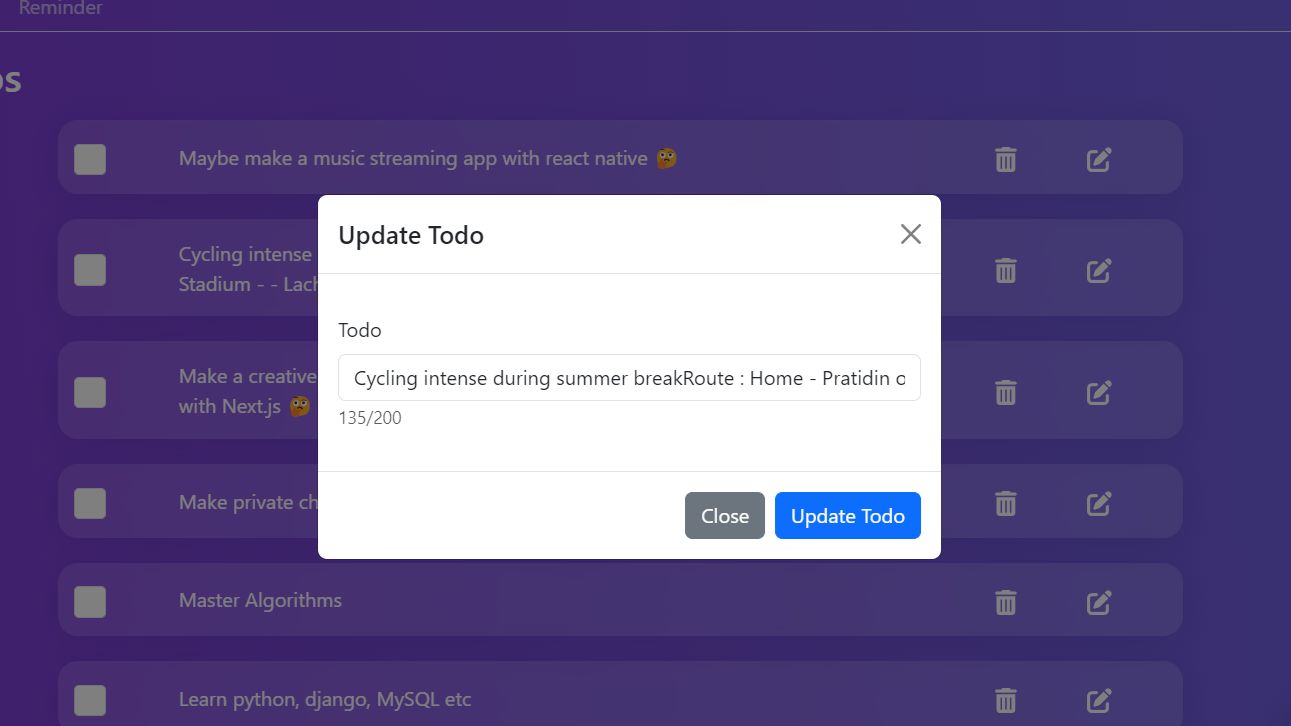 Reminder
Maybe make a music streaming app with react native 🤔
Cycling intense
Stadium - - Lach
Make a creative
with Next.js 🤔
Make private ch
Master Algorithms
Learn python, django, MySQL etc
Update Todo
Todo
Cycling intense during summer breakRoute : Home - Pratidin o
135/200
Close
Update Todo